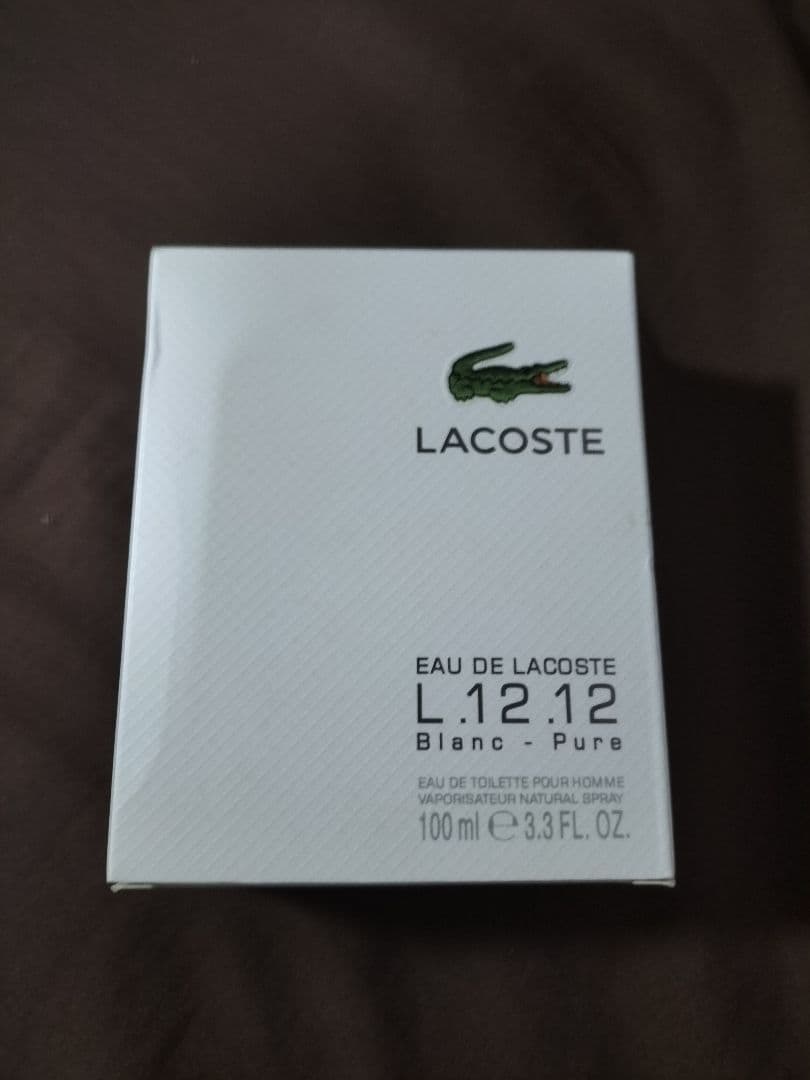 LACOSTE
EAU DE LACOSTE
L.12.12
Blanc - Pure
EAU DE TOILETTE POUR HOMME
VAPORISATEUR NATURAL SPRAY
100 ml ℮ 3.3 FL. OZ.